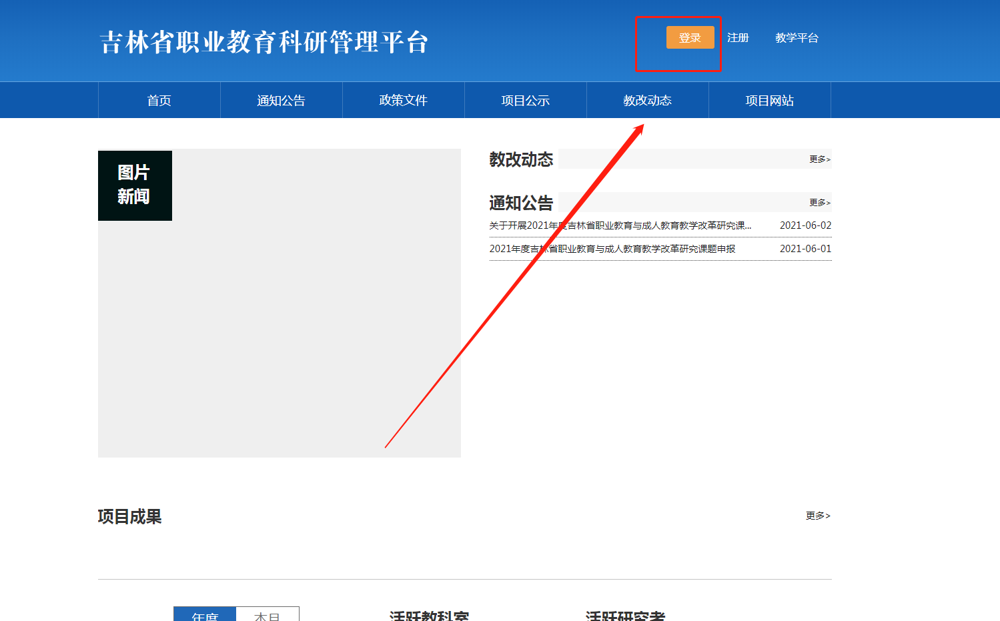 吉林省职业教育科研管理平台
登录 注册 教学平台
首页 通知公告 政策文件 项目公示 教改动态 项目网站
图片
新闻
教改动态 更多>
通知公告 更多>
关于开展2021年度吉林省职业教育与成人教育教学改革研究课... 2021-06-02
2021年度吉林省职业教育与成人教育教学改革研究课题申报 2021-06-01
项目成果 更多>
年度 本月 活跃教科室 活跃研究者